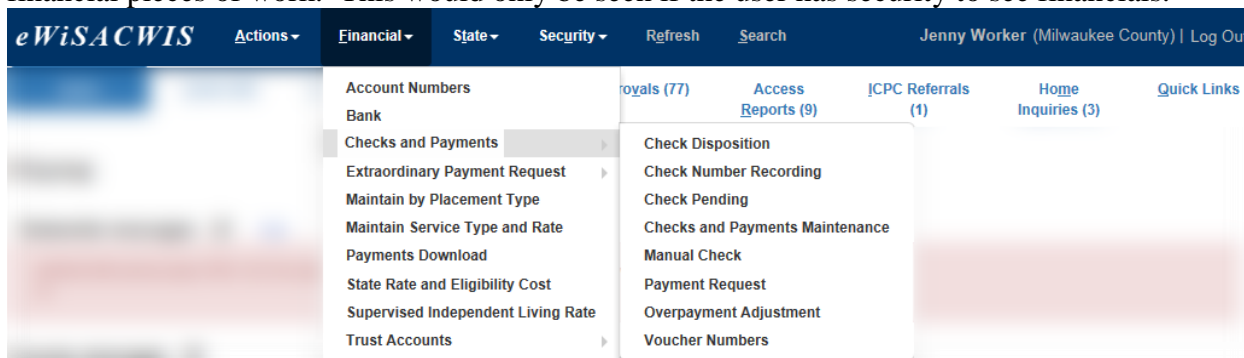 financial pieces of work. This would only be seen if the user has security to see financials.
eWiSACWIS Actions Financial State Security Refresh Search Jenny Worker (Milwaukee County) | Log Ou
Account Numbers
Bank
Checks and Payments
Extraordinary Payment Request
Maintain by Placement Type
Maintain Service Type and Rate
Payments Download
State Rate and Eligibility Cost
Supervised Independent Living Rate
Trust Accounts
Check Disposition
Check Number Recording
Check Pending
Checks and Payments Maintenance
Manual Check
Payment Request
Overpayment Adjustment
Voucher Numbers
rovals (77)
Access
Reports (9)
ICPC Referrals
(1)
Home
Inquiries (3)
Quick Links